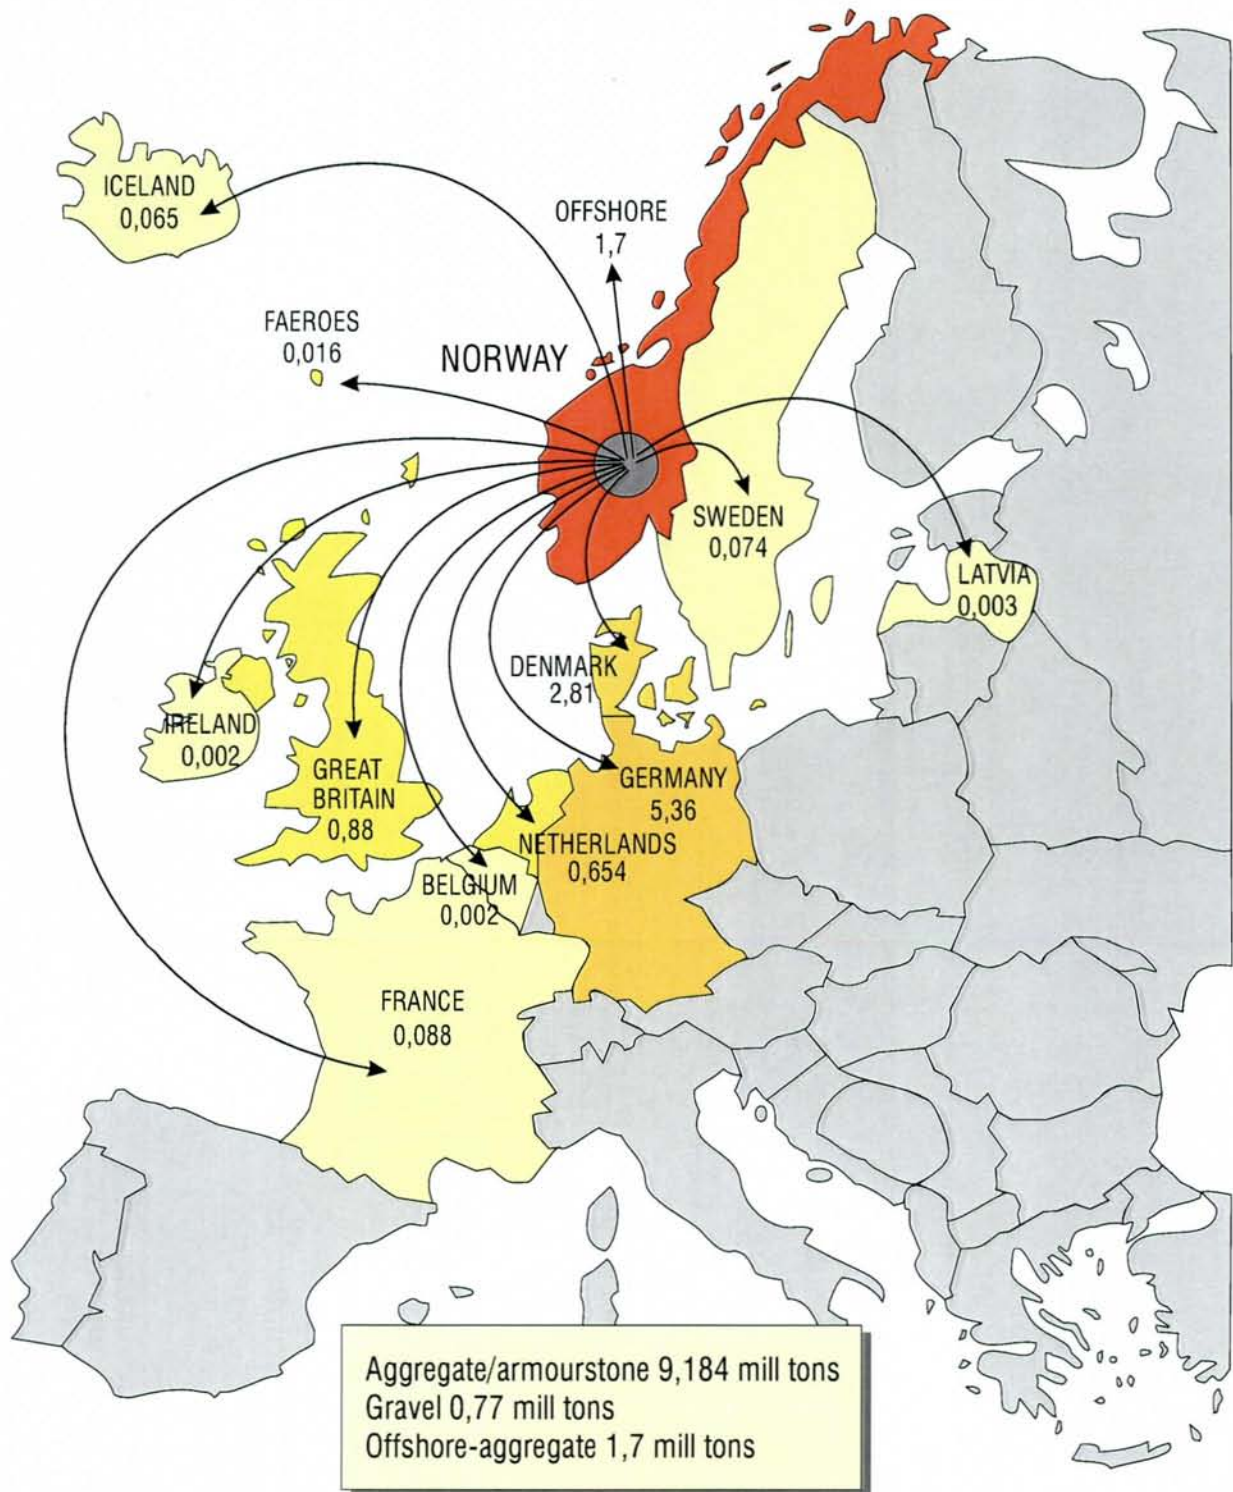 ICELAND
0,065
OFFSHORE
1,7
FAEROES
0,016
NORWAY
SWEDEN
0,074
LATVIA
0,003
DENMARK
2,81
IRELAND
0,002
GREAT
BRITAIN
0,88
GERMANY
5,36
NETHERLANDS
0,654
BELGIUM
0,002
FRANCE
0,088
Aggregate/armourstone 9,184 mill tons
Gravel 0,77 mill tons
Offshore-aggregate 1,7 mill tons